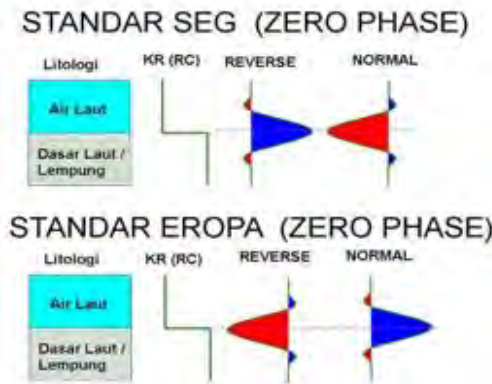 STANDAR SEG (ZERO PHASE)
Litologi KR (RC) REVERSE NORMAL
Air Laut
Dasar Laut /
Lempung
STANDAR EROPA (ZERO PHASE)
Litologi KR (RC) REVERSE NORMAL
Air Laut
Dasar Laut /
Lempung